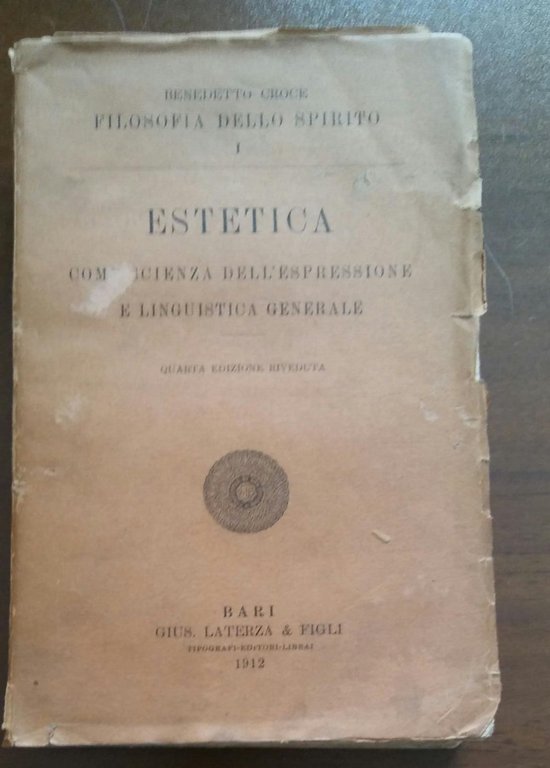 BENEDETTO CROCE
FILOSOFIA DELLO SPIRITO
I
ESTETICA
COM SCIENZA DELL'ESPRESSIONE
E LINGUISTICA GENERALE
QUARTA EDIZIONE RIVEDUTA
BARI
GIUS. LATERZA & FIGLI
TIPOGRAFI-EDITORI-LIBRAI
1912